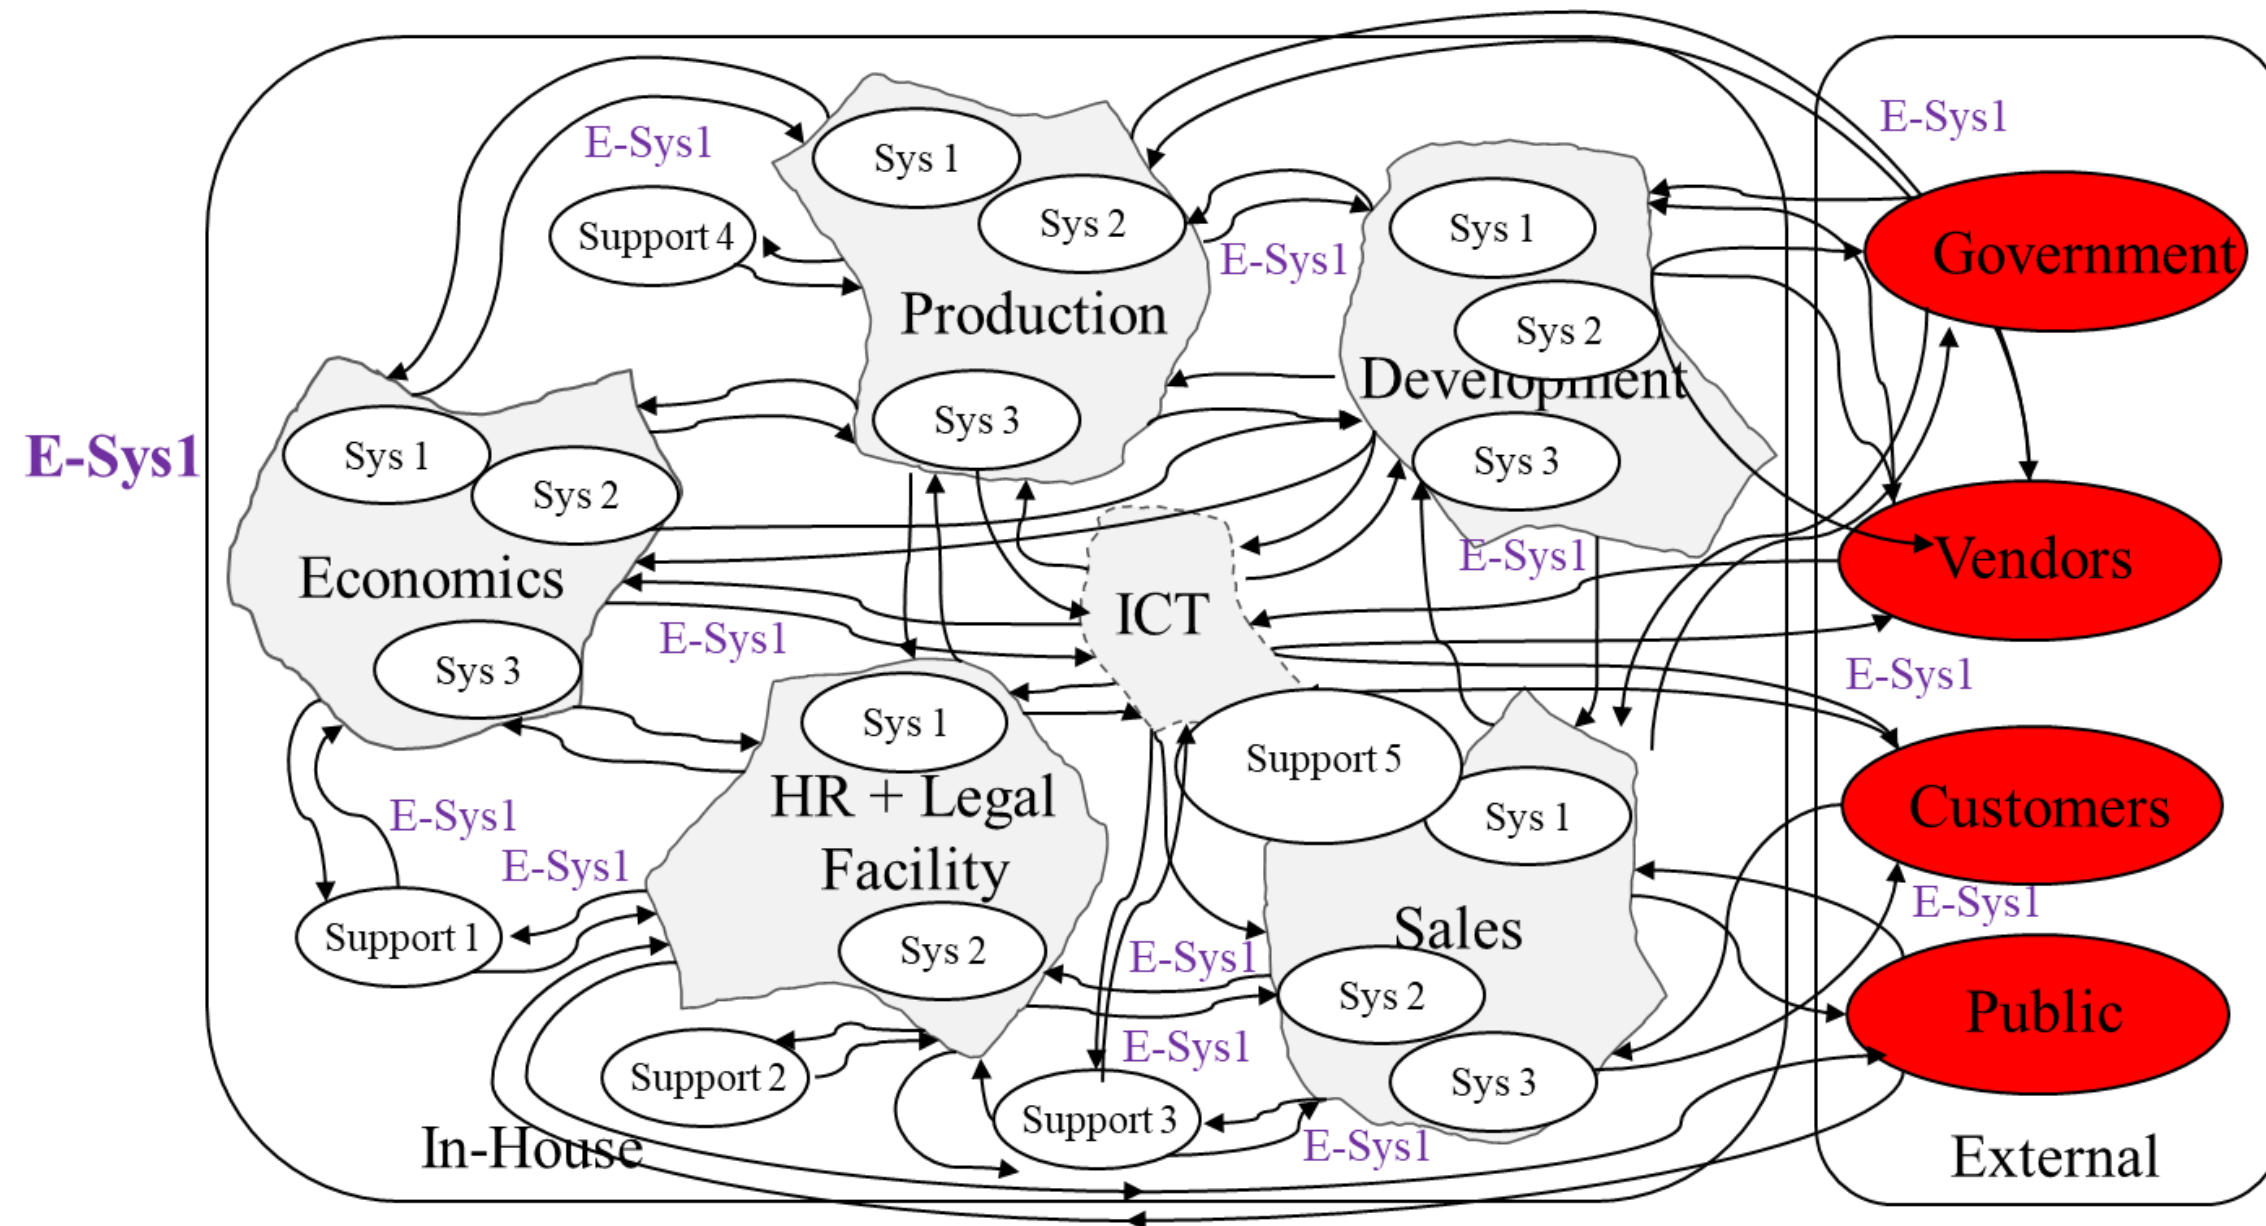 E-Sys1
E-Sys1
Sys 1
Support 4
Sys 2
E-Sys1
Sys 1
Government
Production
Sys 2
Development
Sys 3
Sys 3
E-Sys1
Sys 1
Sys 2
Economics
E-Sys1
Vendors
ICT
E-Sys1
Sys 3
E-Sys1
Sys 1
Support 5
HR + Legal
Facility
Customers
Sys 1
E-Sys1
E-Sys1
E-Sys1
Support 1
Sales
Sys 2
E-Sys1
Sys 2
Public
E-Sys1
Support 2
Sys 3
Support 3
E-Sys1
In-House
External